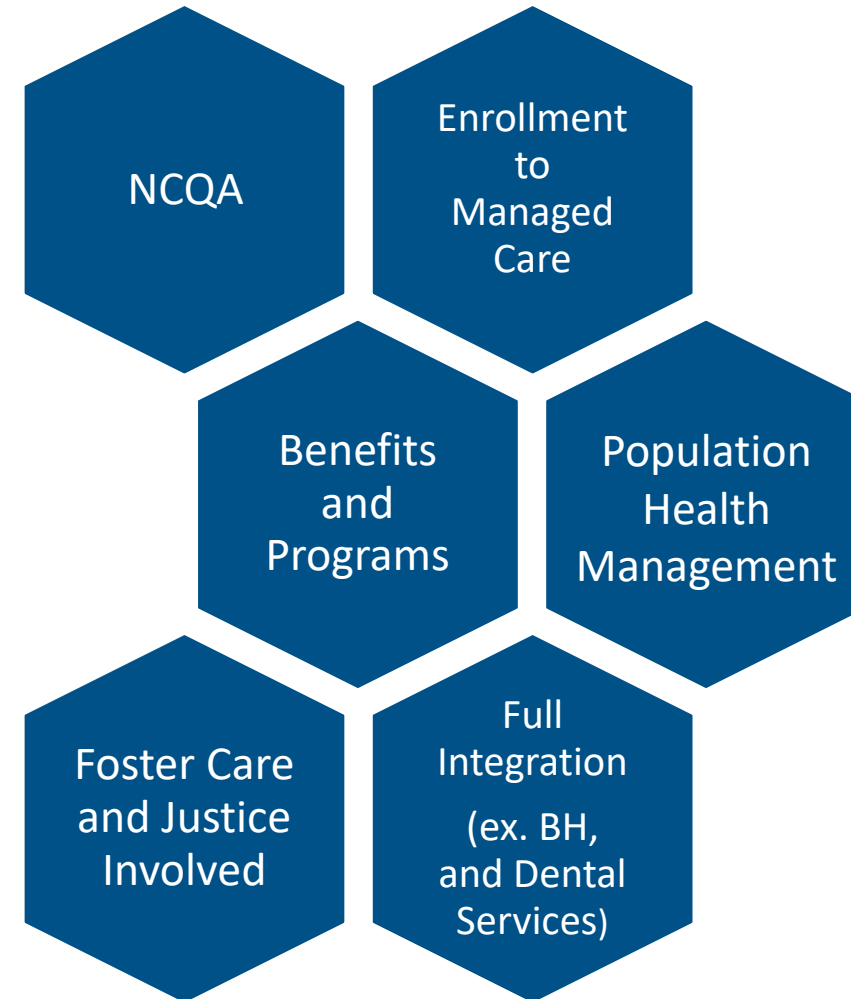 NCQA
Enrollment
to
Managed
Care
Benefits
and
Programs
Population
Health
Management
Foster Care
and Justice
Involved
Full
Integration
(ex. BH,
and Dental
Services)